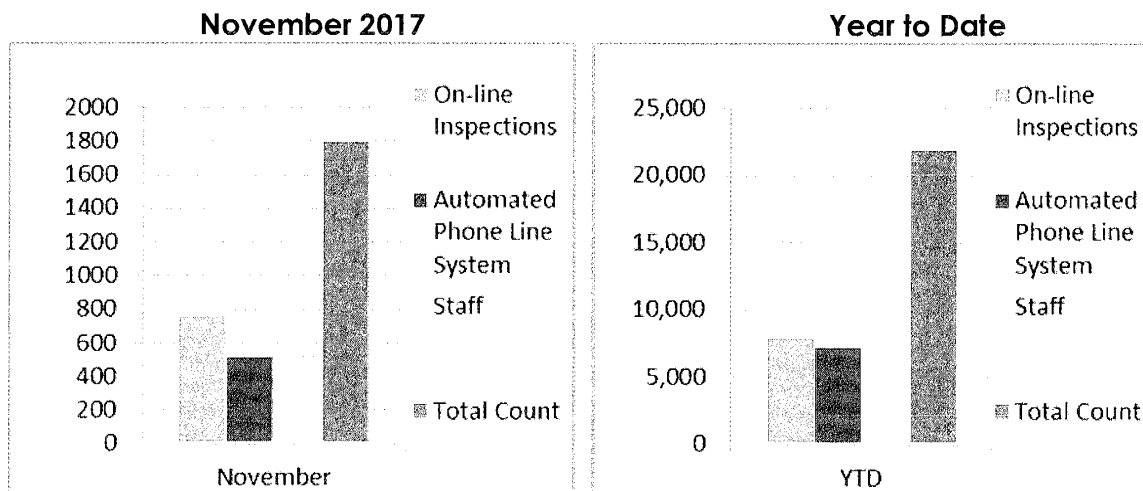 November 2017
2000
1800
1600
1400
1200
1000
800
600
400
200
0
November
On-line
Inspections
Automated
Phone Line
System
Staff
Total Count
Year to Date
25,000
20,000
15,000
10,000
5,000
0
YTD
On-line
Inspections
Automated
Phone Line
System
Staff
Total Count